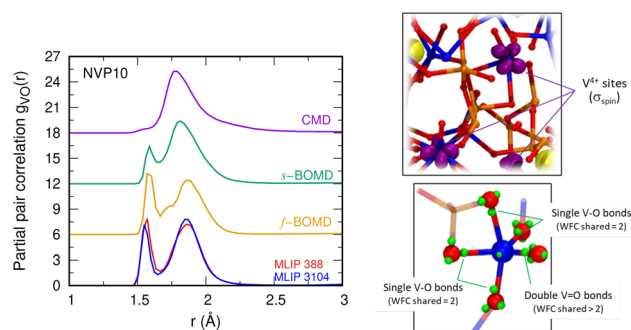 Partial pair correlation gVO(r)
27
24
21
18
15
12
9
6
3
0
NVP10
CMD
s-BOMD
f-BOMD
MLIP 388
MLIP 3104
1
1.5
2
2.5
3
r (Å)
V⁴⁺ sites
(σspin)
Single V-O bonds
(WFC shared = 2)
Single V-O bonds
(WFC shared = 2)
Double V=O bonds
(WFC shared > 2)